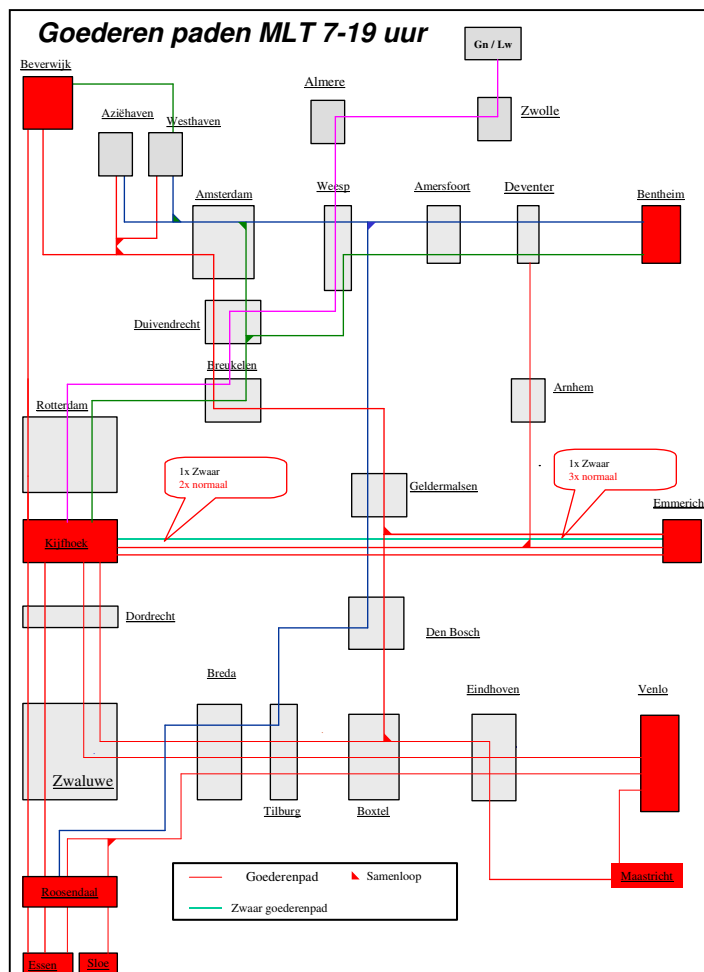 Goederen paden MLT 7-19 uur
Gn / Lw
Beverwijk
Almere
Aziëhaven
Westhaven
Zwolle
Amsterdam
Weesp
Amersfoort
Deventer
Bentheim
Duivendrecht
Breukelen
Rotterdam
Arnhem
1x Zwaar
2x normaal
1x Zwaar
3x normaal
Geldermalsen
Emmerich
Kijfhoek
Dordrecht
Den Bosch
Breda
Eindhoven
Venlo
Zwaluwe
Tilburg
Boxtel
Goederenpad
Samenloop
Maastricht
Roosendaal
Zwaar goederenpad
Essen
Sloe